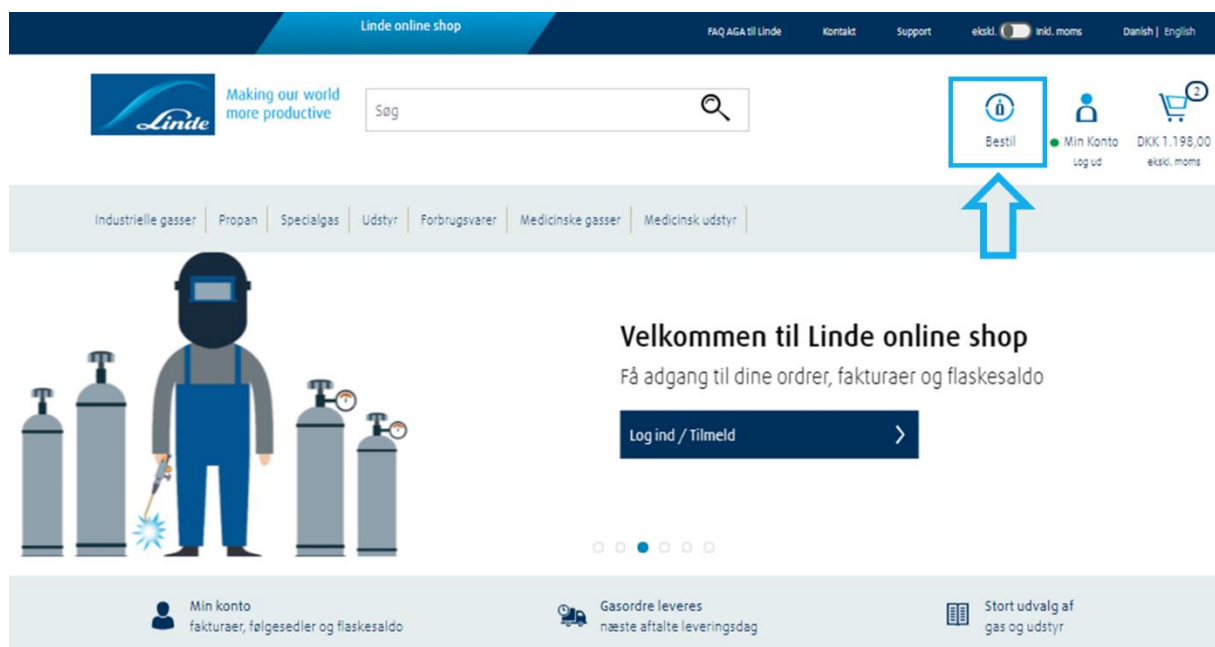 Linde online shop
FAQ AGA til Linde
Kontakt
Support
ekskl. inkl. moms
Danish | English
Linde
Making our world
more productive
Søg
Bestil
Min Konto
Log ud
2
DKK 1.198,00
ekskl. moms
Industrielle gasser | Propan | Specialgas | Udstyr | Forbrugsvarer | Medicinske gasser | Medicinsk udstyr |
Velkommen til Linde online shop
Få adgang til dine ordrer, fakturaer og flaskesaldo
Log ind / Tilmeld
Min konto
fakturaer, følgesedler og flaskesaldo
Gasordre leveres
næste aftalte leveringsdag
Stort udvalg af
gas og udstyr